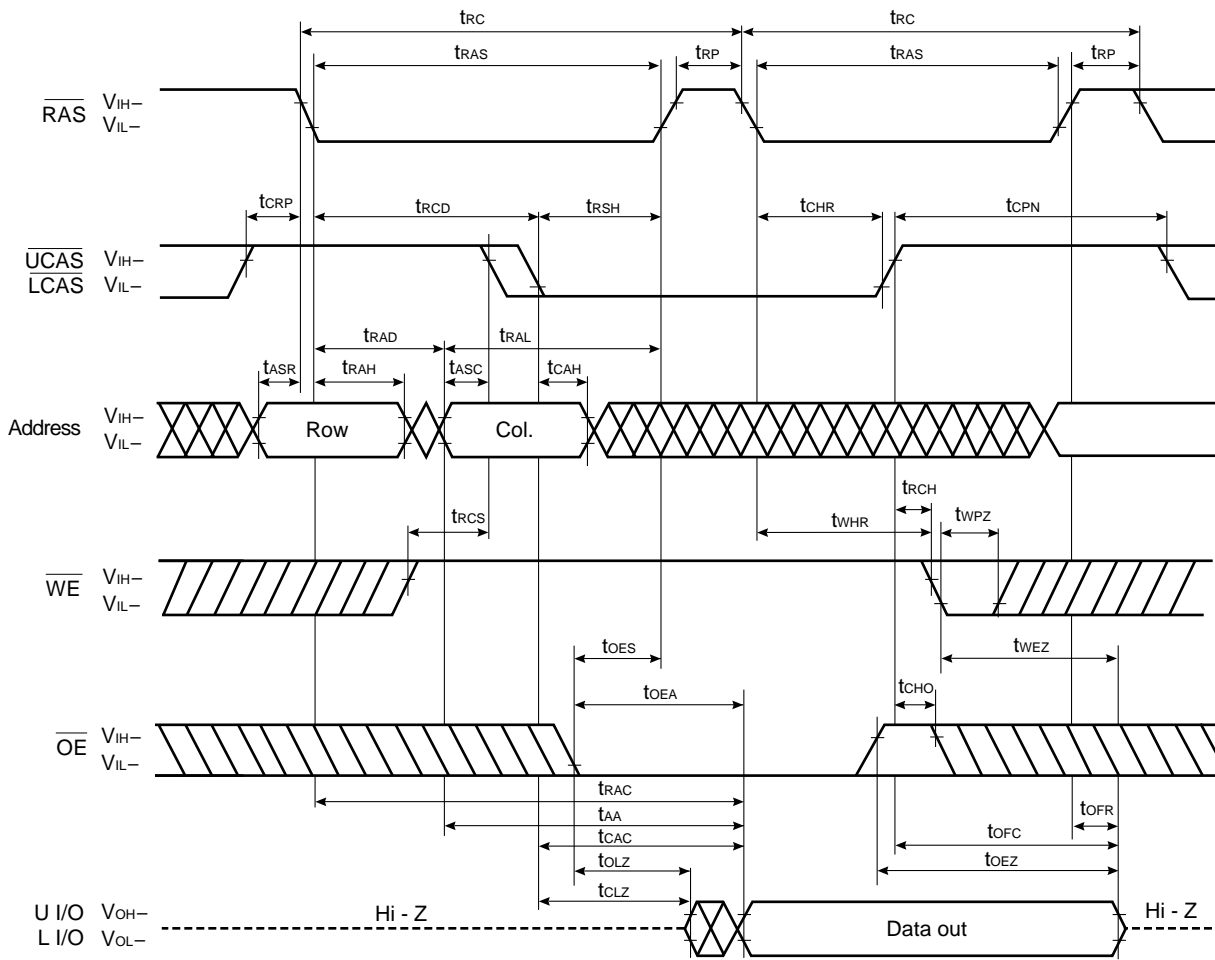 tRC tRC
tRAS tRP tRAS tRP
RAS VIH–
VIL–
tCRP tRCD tRSH tCHR tCPN
UCAS VIH–
LCAS VIL–
tRAD tRAL
tASR tRAH tASC tCAH
Address VIH–
VIL–
Row Col.
tRCH
tRCS tWHR tWPZ
WE VIH–
VIL–
tOES tWEZ
tOEA tCHO
OE VIH–
VIL–
tRAC
tAA tOFR
tCAC tOFC
tOLZ tOEZ
tCLZ
U I/O VOH– Hi - Z Data out Hi - Z
L I/O VOL–